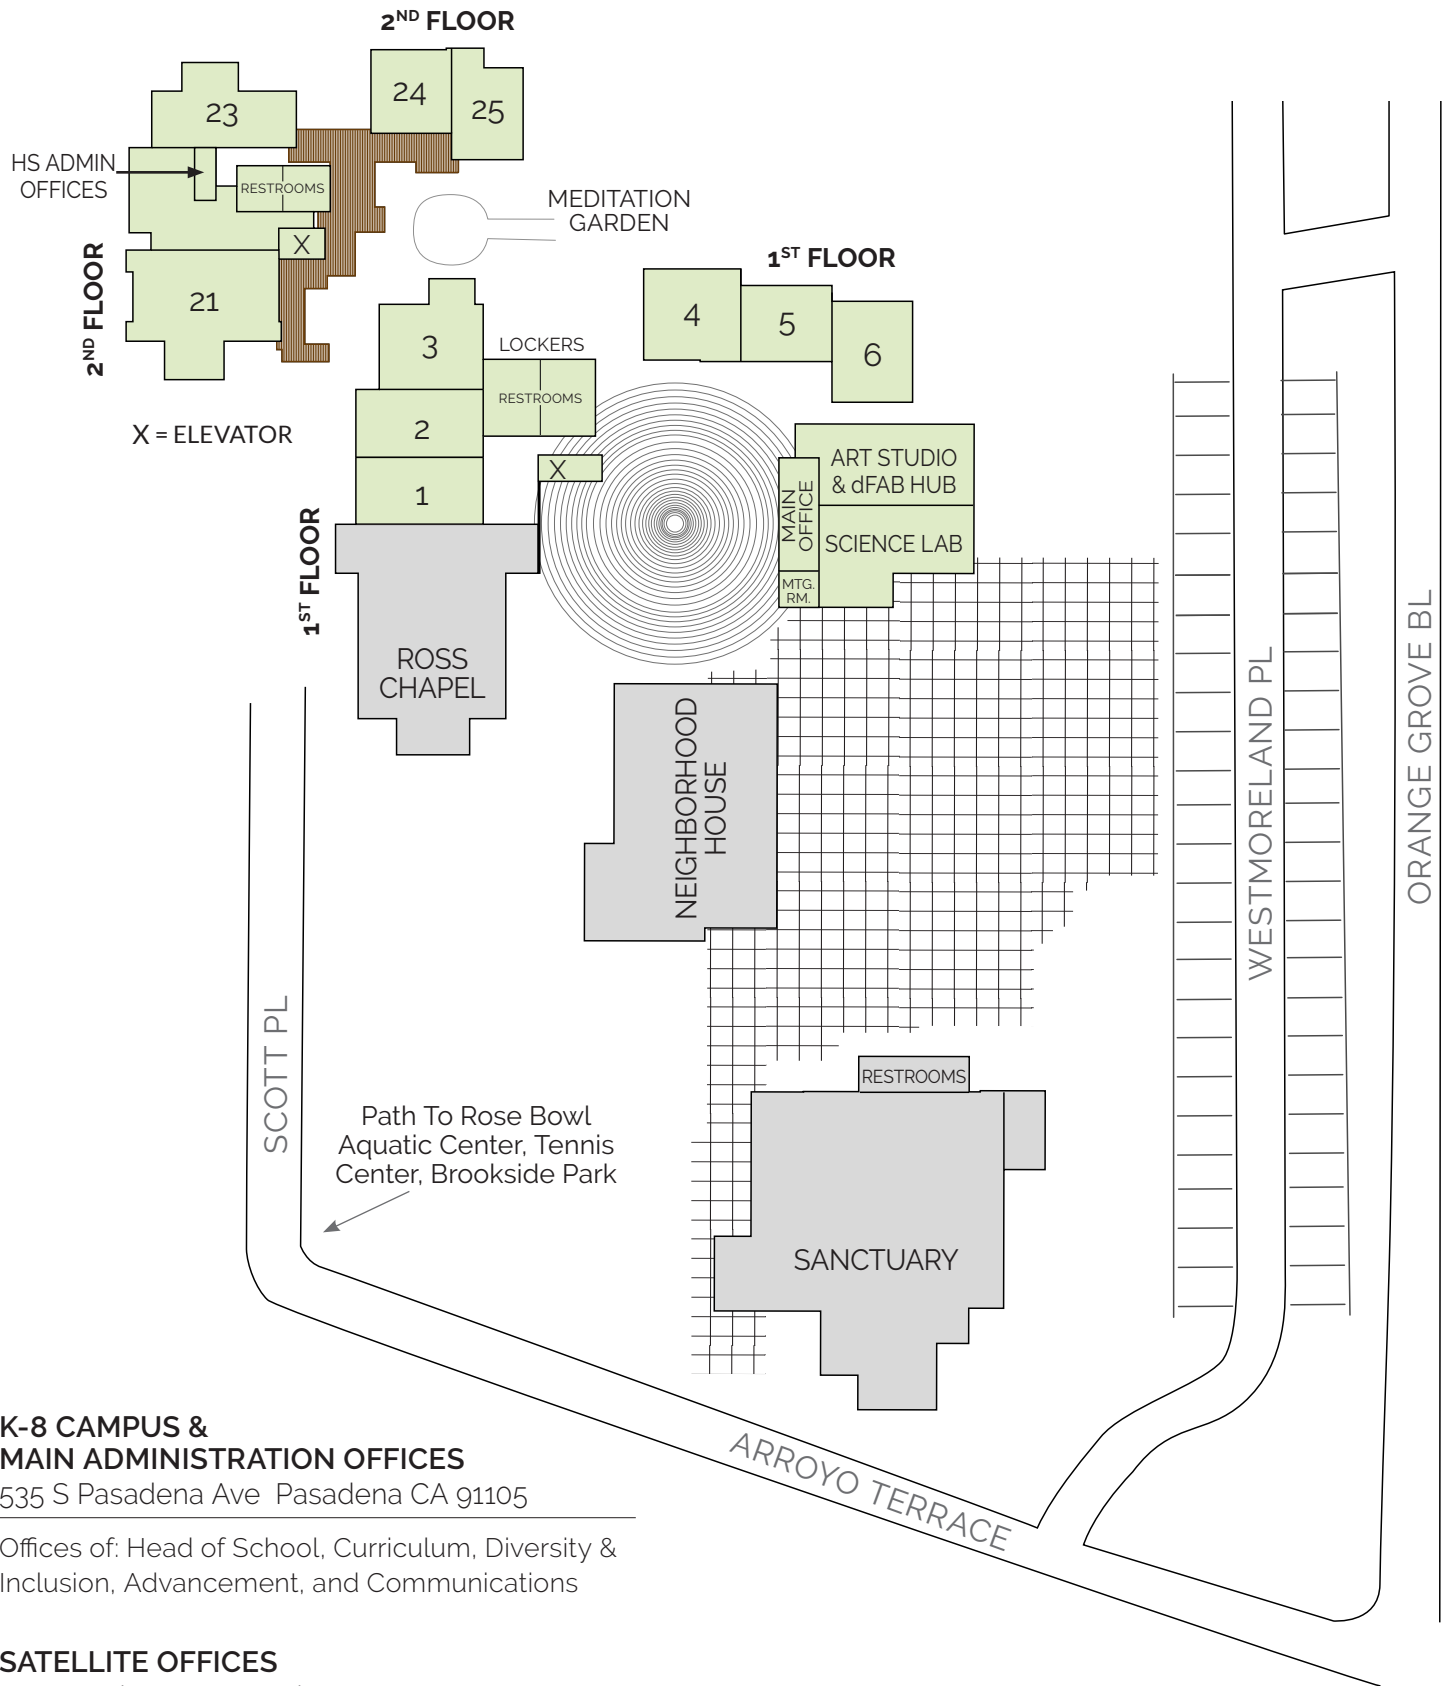 2ND FLOOR
24
25
23
HS ADMIN
OFFICES
RESTROOMS
MEDITATION
GARDEN
X
2ND FLOOR
21
1ST FLOOR
4
5
6
3
LOCKERS
RESTROOMS
2
X = ELEVATOR
X
1
1ST FLOOR
ART STUDIO
& dFAB HUB
MAIN
OFFICE
SCIENCE LAB
MTG.
RM.
ROSS
CHAPEL
NEIGHBORHOOD
HOUSE
WESTMORELAND PL
ORANGE GROVE BL
SCOTT PL
RESTROOMS
Path To Rose Bowl
Aquatic Center, Tennis
Center, Brookside Park
SANCTUARY
ARROYO TERRACE
K-8 CAMPUS &
MAIN ADMINISTRATION OFFICES
535 S Pasadena Ave Pasadena CA 91105
Offices of: Head of School, Curriculum, Diversity &
Inclusion, Advancement, and Communications
SATELLITE OFFICES